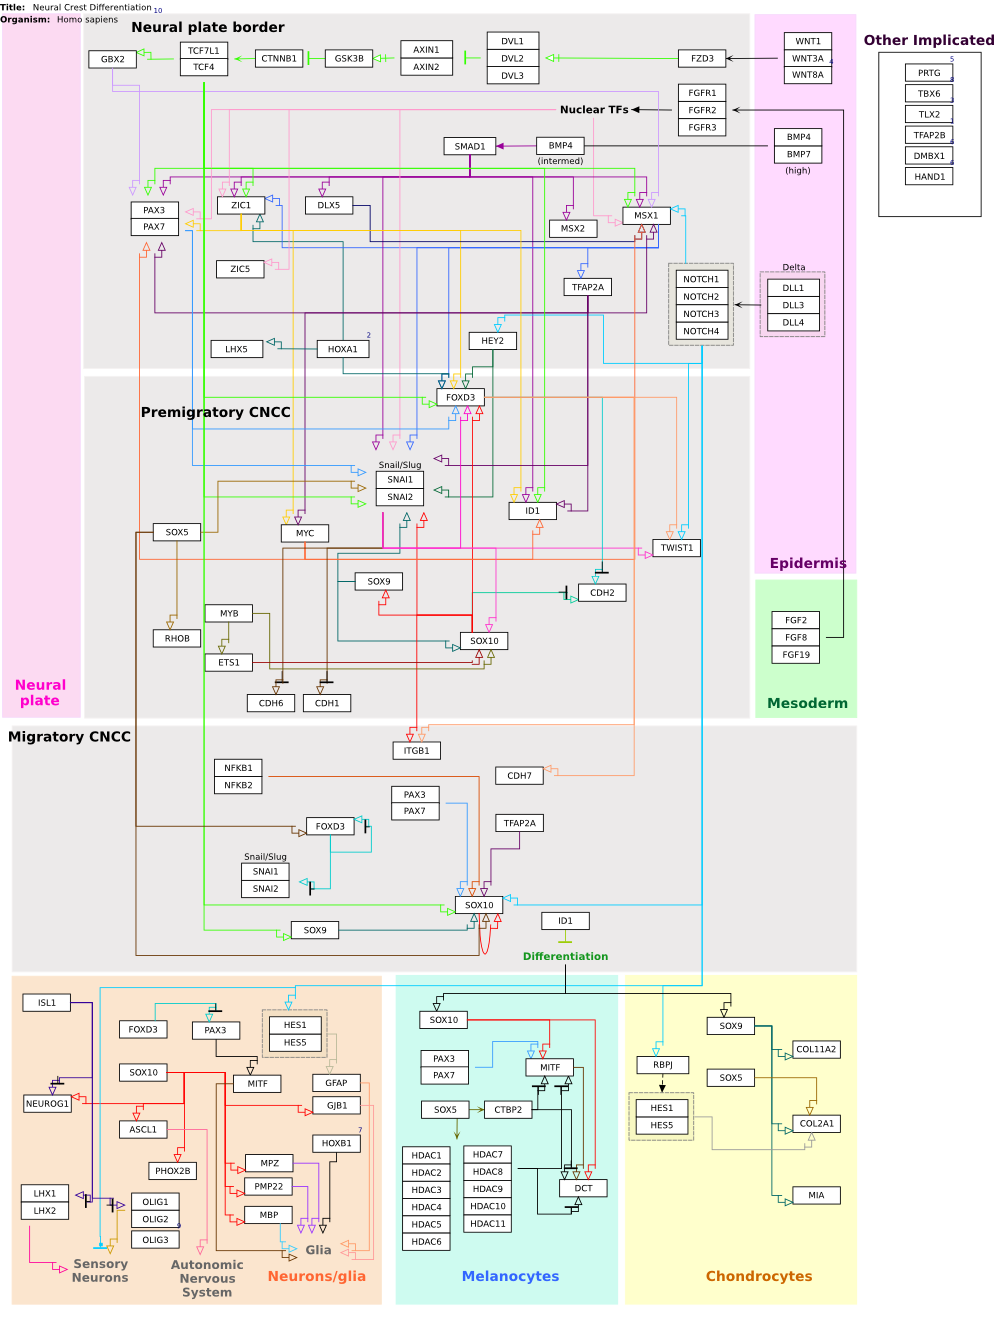 Title: Neural Crest Differentiation 10
Organism: Homo sapiens
Neural plate border
GBX2
TCF7L1
TCF4
CTNNB1
GSK3B
AXIN1
AXIN2
DVL1
DVL2
DVL3
FZD3
WNT1
WNT3A 4
WNT8A
Other Implicated
5
PRTG
TBX6
TLX2
TFAP2B
DMBX1
HAND1
FGFR1
FGFR2
FGFR3
Nuclear TFs
SMAD1
BMP4
(intermed)
BMP4
BMP7
(high)
PAX3
PAX7
ZIC1
DLX5
MSX2
MSX1
ZIC5
TFAP2A
NOTCH1
NOTCH2
NOTCH3
NOTCH4
Delta
DLL1
DLL3
DLL4
LHX5
HOXA1
2
HEY2
FOXD3
Premigratory CNCC
Snail/Slug
SNAI1
SNAI2
ID1
SOX5
MYC
TWIST1
Epidermis
SOX9
CDH2
MYB
RHOB
ETS1
SOX10
CDH6
CDH1
FGF2
FGF8
FGF19
Mesoderm
Neural
plate
Migratory CNCC
ITGB1
NFKB1
NFKB2
CDH7
PAX3
PAX7
FOXD3
TFAP2A
Snail/Slug
SNAI1
SNAI2
SOX10
SOX9
ID1
Differentiation
ISL1
FOXD3
PAX3
HES1
HES5
SOX10
MITF
GFAP
NEUROG1
GJB1
ASCL1
HOXB1
7
PHOX2B
MPZ
PMP22
MBP
LHX1
LHX2
OLIG1
OLIG2
OLIG3
Sensory
Neurons
Autonomic
Nervous
System
Glia
Neurons/glia
SOX10
PAX3
PAX7
MITF
SOX5
CTBP2
HDAC1
HDAC2
HDAC3
HDAC4
HDAC5
HDAC6
HDAC7
HDAC8
HDAC9
HDAC10
HDAC11
DCT
Melanocytes
SOX9
COL11A2
RBPJ
SOX5
HES1
HES5
COL2A1
MIA
Chondrocytes